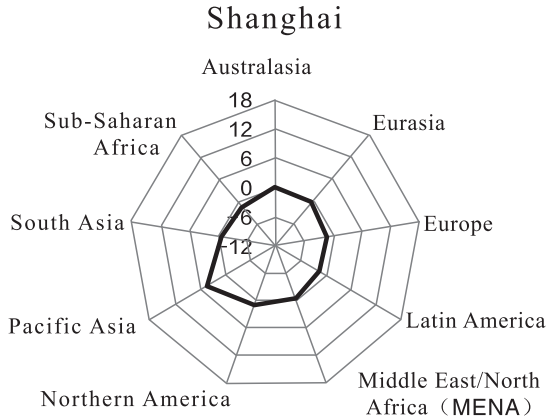 Shanghai
Australasia
18
12
6
0
-6
-12
Eurasia
Europe
Latin America
Middle East/North
Africa（MENA）
Northern America
Pacific Asia
South Asia
Sub-Saharan
Africa